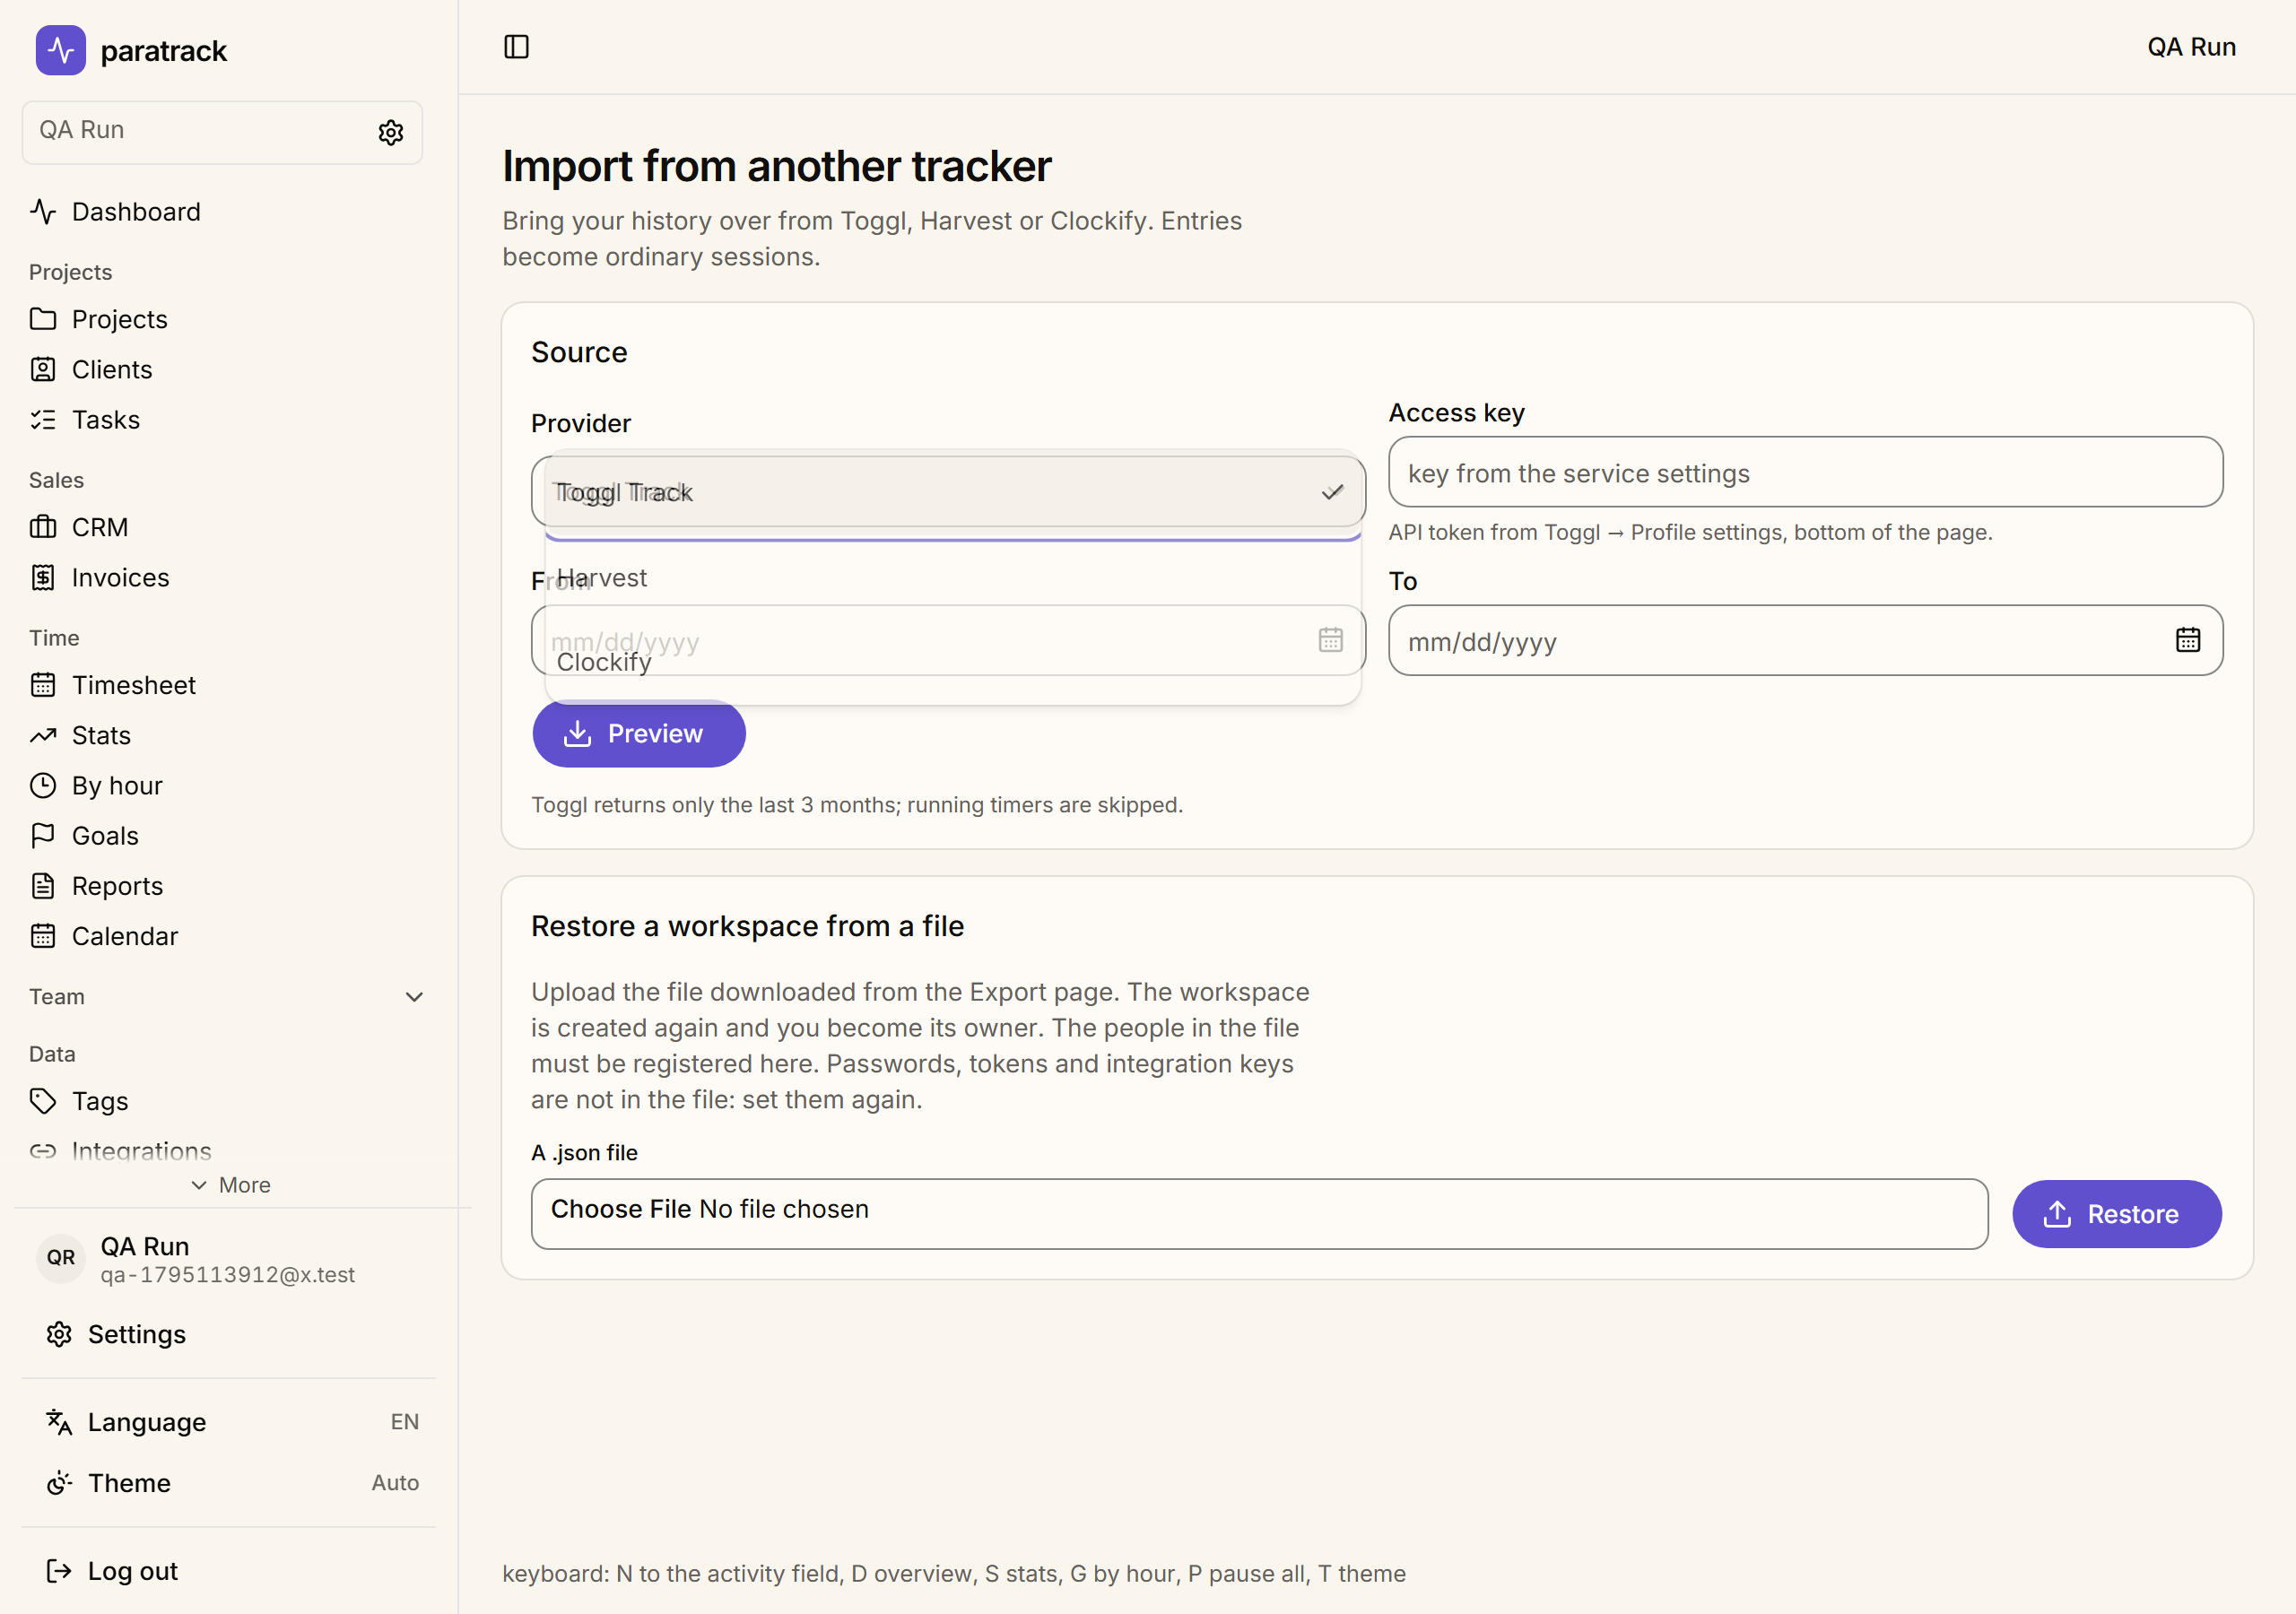 paratrack
QA Run
Dashboard
Projects
Projects
Clients
Tasks
Sales
CRM
Invoices
Time
Timesheet
Stats
By hour
Goals
Reports
Calendar
Team
Data
Tags
Integrations
More
QR
QA Run
qa-1795113912@x.test
Settings
Language EN
Theme Auto
Log out
QA Run
Import from another tracker
Bring your history over from Toggl, Harvest or Clockify. Entries
become ordinary sessions.
Source
Provider
Toggl Track
Harvest
Clockify
Access key
key from the service settings
API token from Toggl → Profile settings, bottom of the page.
From
mm/dd/yyyy
To
mm/dd/yyyy
Preview
Toggl returns only the last 3 months; running timers are skipped.
Restore a workspace from a file
Upload the file downloaded from the Export page. The workspace
is created again and you become its owner. The people in the file
must be registered here. Passwords, tokens and integration keys
are not in the file: set them again.
A .json file
Choose File No file chosen
Restore
keyboard: N to the activity field, D overview, S stats, G by hour, P pause all, T theme